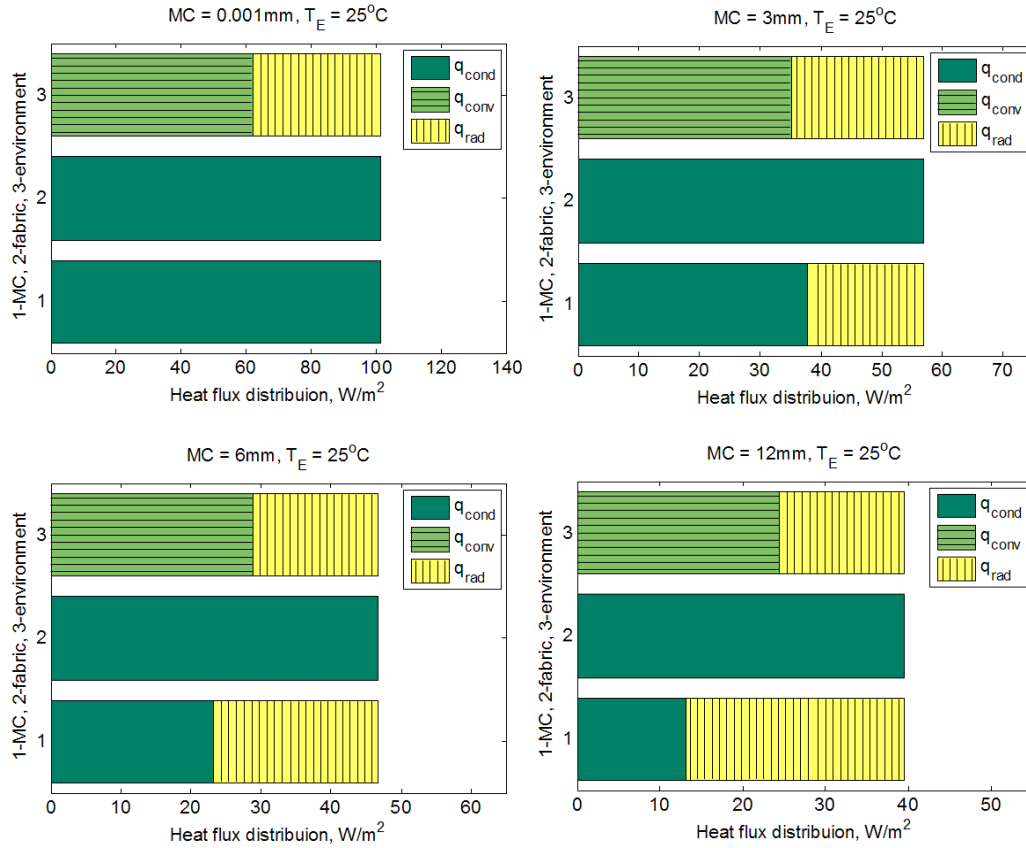 MC = 0.001mm, T_E = 25°C
1-MC, 2-fabric, 3-environment
3
2
1
q_cond
q_conv
q_rad
0 20 40 60 80 100 120 140
Heat flux distribuion, W/m²
MC = 3mm, T_E = 25°C
1-MC, 2-fabric, 3-environment
3
2
1
q_cond
q_conv
q_rad
0 10 20 30 40 50 60 70
Heat flux distribuion, W/m²
MC = 6mm, T_E = 25°C
1-MC, 2-fabric, 3-environment
3
2
1
q_cond
q_conv
q_rad
0 10 20 30 40 50 60
Heat flux distribuion, W/m²
MC = 12mm, T_E = 25°C
1-MC, 2-fabric, 3-environment
3
2
1
q_cond
q_conv
q_rad
0 10 20 30 40 50
Heat flux distribuion, W/m²